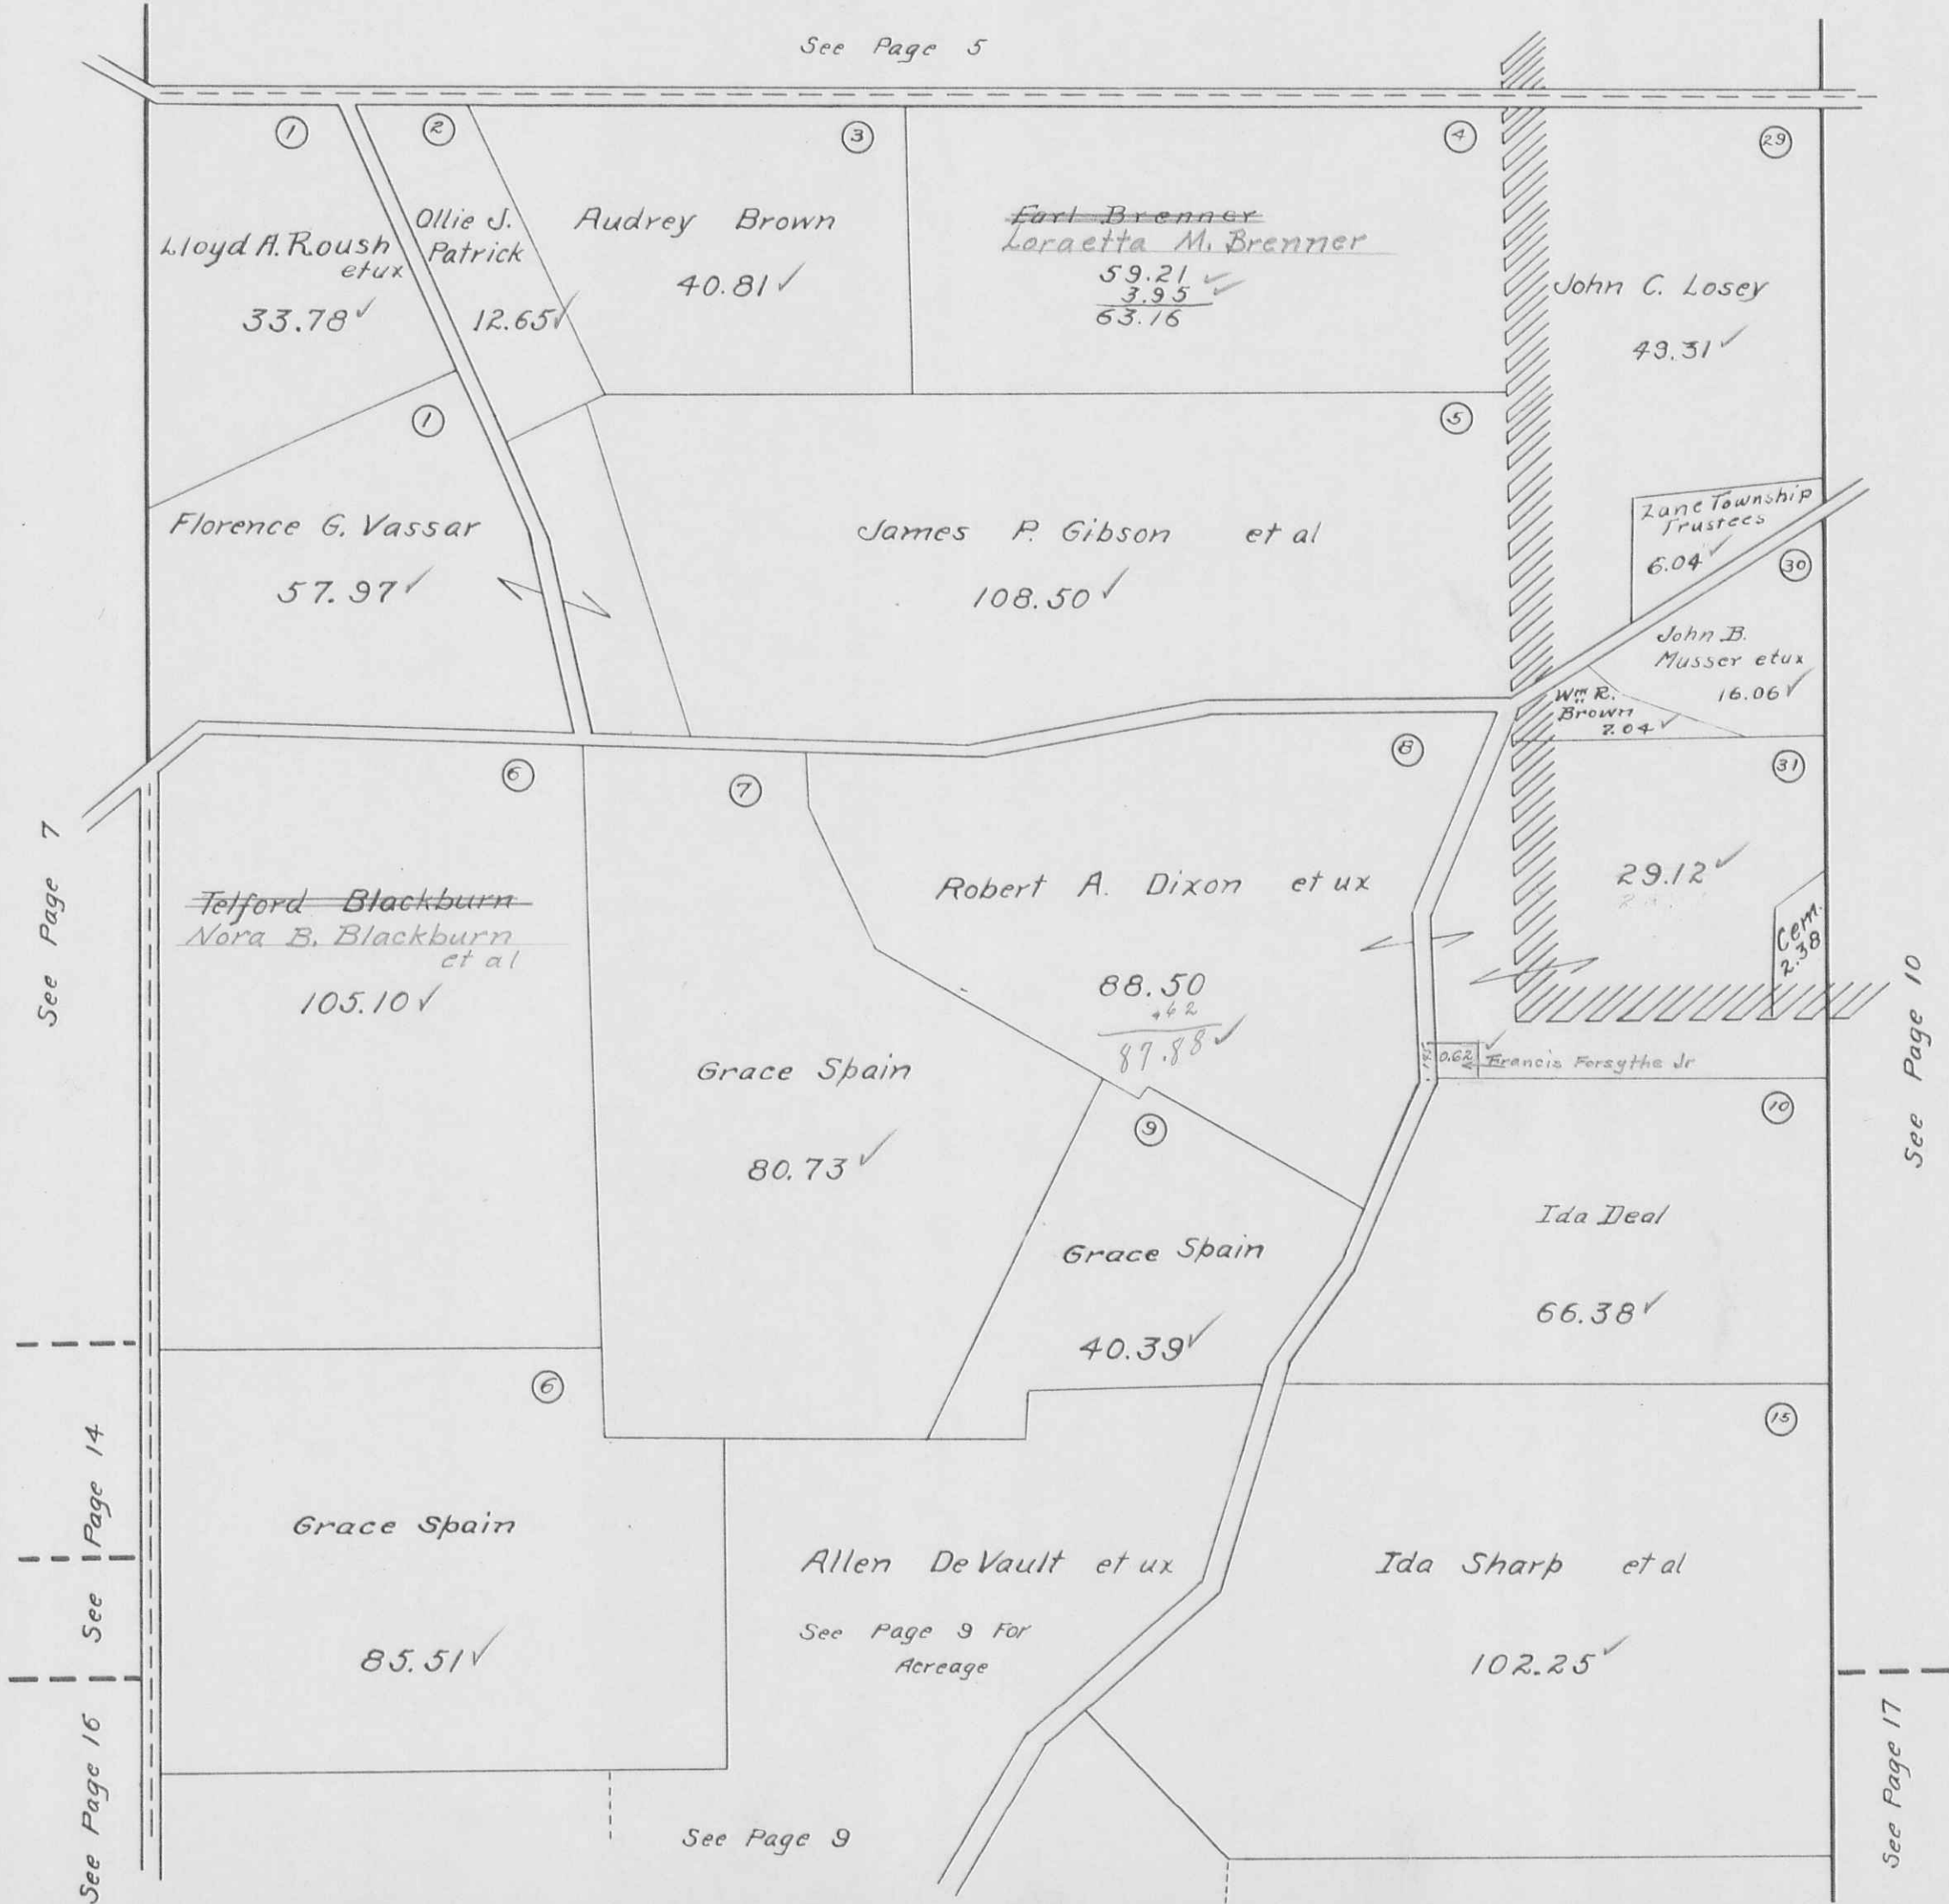 See Page 5
1
2
3
4
29
Lloyd A. Roush
etux
33.78✓
Ollie J.
Patrick
12.65✓
Audrey Brown
40.81✓
Earl Brenner
Loraetta M. Brenner
59.21✓
3.95✓
63.16
John C. Losey
49.31✓
1
Florence G. Vassar
57.97✓
5
James P. Gibson et al
108.50✓
Zane Township
Trustees
6.04✓
30
John B.
Musser etux
16.06✓
Wm R.
Brown
2.04✓
See Page 7
6
Telford Blackburn
Nora B. Blackburn
et al
105.10✓
7
Grace Spain
80.73✓
8
Robert A. Dixon et ux
88.50
.62
87.88✓
31
29.12✓
Cem.
2.38
0.62✓
Francis Forsythe Jr
See Page 10
9
Grace Spain
40.39✓
10
Ida Deal
66.38✓
See Page 14
6
Grace Spain
85.51✓
Allen DeVault et ux
See Page 9 For
Acreage
15
Ida Sharp et al
102.25✓
See Page 16
See Page 9
See Page 17